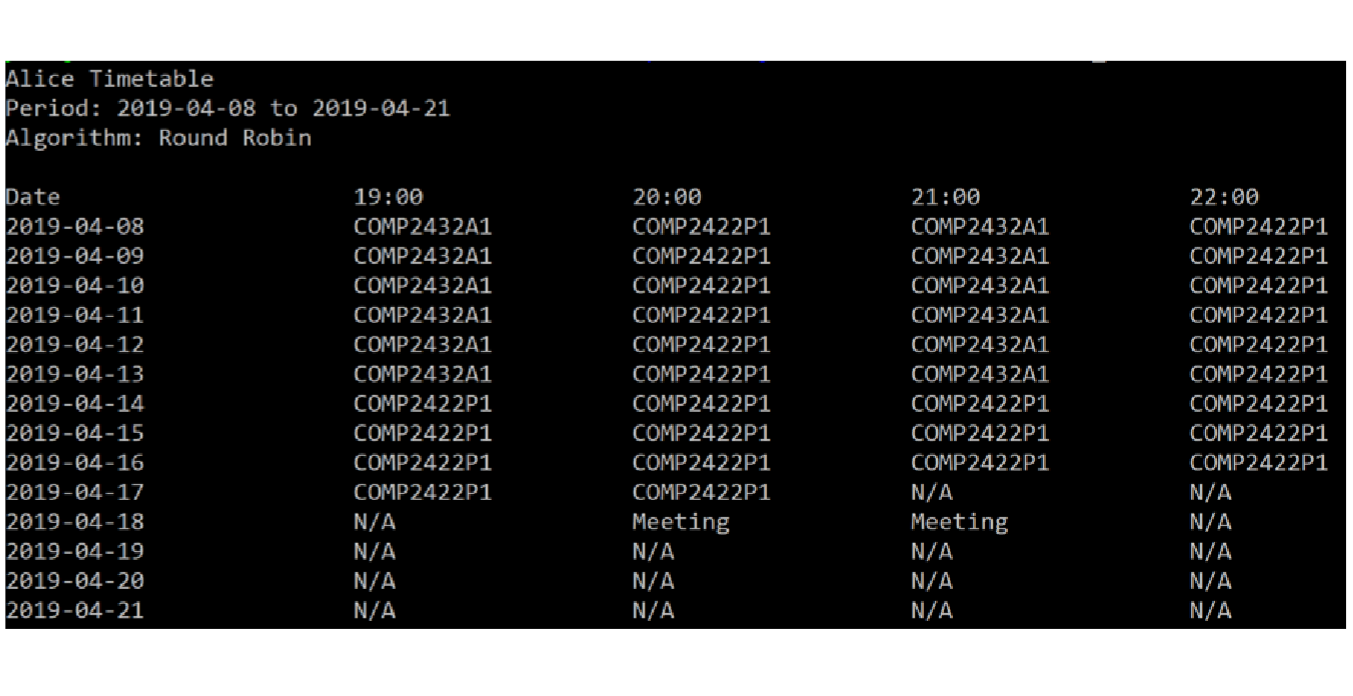 Alice Timetable
Period: 2019-04-08 to 2019-04-21
Algorithm: Round Robin
Date 19:00 20:00 21:00 22:00
2019-04-08 COMP2432A1 COMP2422P1 COMP2432A1 COMP2422P1
2019-04-09 COMP2432A1 COMP2422P1 COMP2432A1 COMP2422P1
2019-04-10 COMP2432A1 COMP2422P1 COMP2432A1 COMP2422P1
2019-04-11 COMP2432A1 COMP2422P1 COMP2432A1 COMP2422P1
2019-04-12 COMP2432A1 COMP2422P1 COMP2432A1 COMP2422P1
2019-04-13 COMP2432A1 COMP2422P1 COMP2432A1 COMP2422P1
2019-04-14 COMP2422P1 COMP2422P1 COMP2422P1 COMP2422P1
2019-04-15 COMP2422P1 COMP2422P1 COMP2422P1 COMP2422P1
2019-04-16 COMP2422P1 COMP2422P1 COMP2422P1 COMP2422P1
2019-04-17 COMP2422P1 COMP2422P1 N/A N/A
2019-04-18 N/A Meeting Meeting N/A
2019-04-19 N/A N/A N/A N/A
2019-04-20 N/A N/A N/A N/A
2019-04-21 N/A N/A N/A N/A